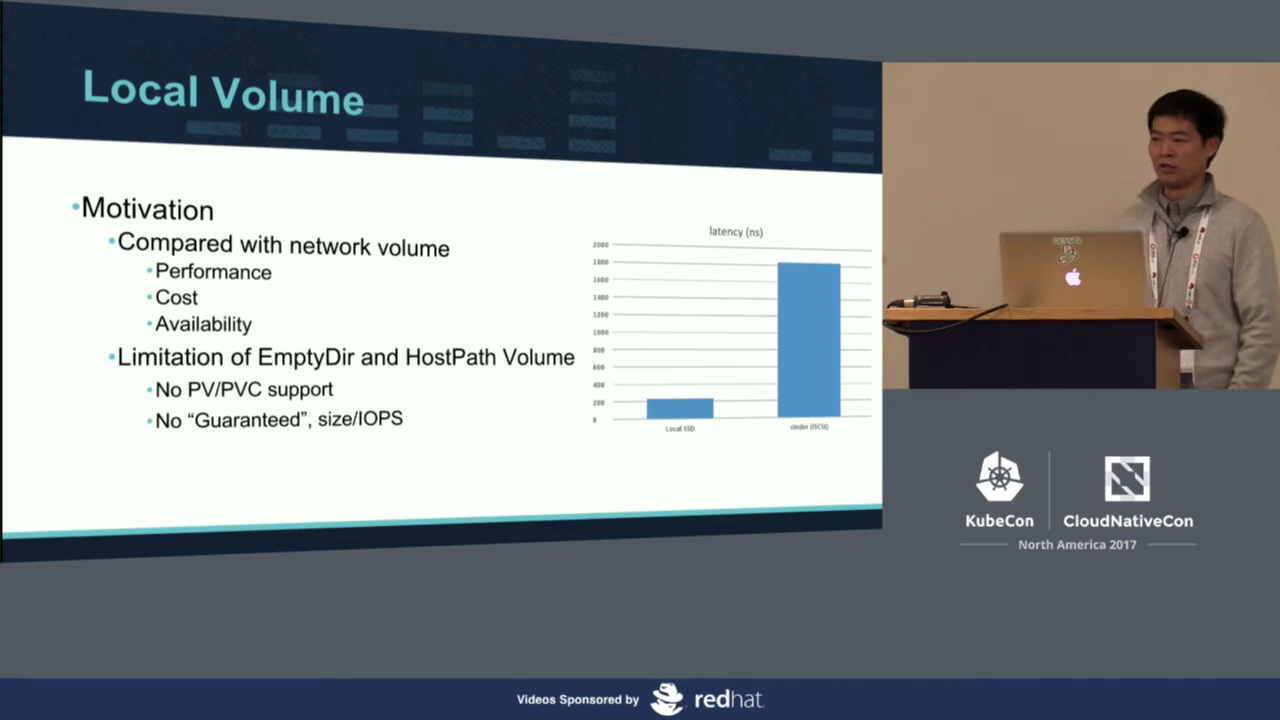 Local Volume
•Motivation
•Compared with network volume
•Performance
•Cost
•Availability
•Limitation of EmptyDir and HostPath Volume
•No PV/PVC support
•No “Guaranteed”, size/IOPS
latency (ns)
2000
1800
1600
1400
1200
1000
800
600
400
200
0
Local SSD
cinder (iSCSI)
KubeCon
CloudNativeCon
North America 2017
Videos Sponsored by
redhat.